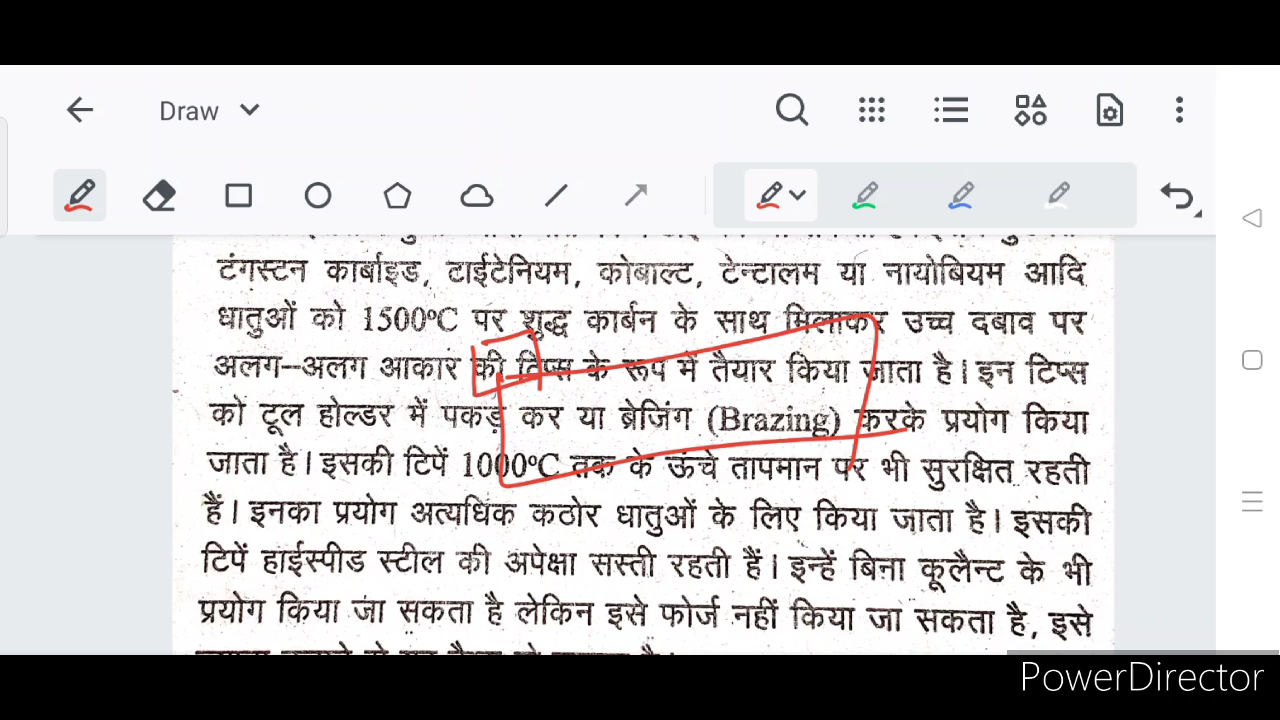 Draw
टंगस्टन कार्बाइड, टाईटेनियम, कोबाल्ट, टेन्टालम या नायोबियम आदि
धातुओं को 1500°C पर शुद्ध कार्बन के साथ मिलाकर उच्च दबाव पर
अलग-अलग आकार की टिप्स के रूप में तैयार किया जाता है। इन टिप्स
को टूल होल्डर में पकड़ कर या ब्रेजिंग (Brazing) करके प्रयोग किया
जाता है। इसकी टिपें 1000°C तक के ऊंचे तापमान पर भी सुरक्षित रहती
हैं। इनका प्रयोग अत्यधिक कठोर धातुओं के लिए किया जाता है। इसकी
टिपें हाईस्पीड स्टील की अपेक्षा सस्ती रहती हैं। इन्हें बिना कूलैन्ट के भी
प्रयोग किया जा सकता है लेकिन इसे फोर्ज नहीं किया जा सकता है, इसे
PowerDirector